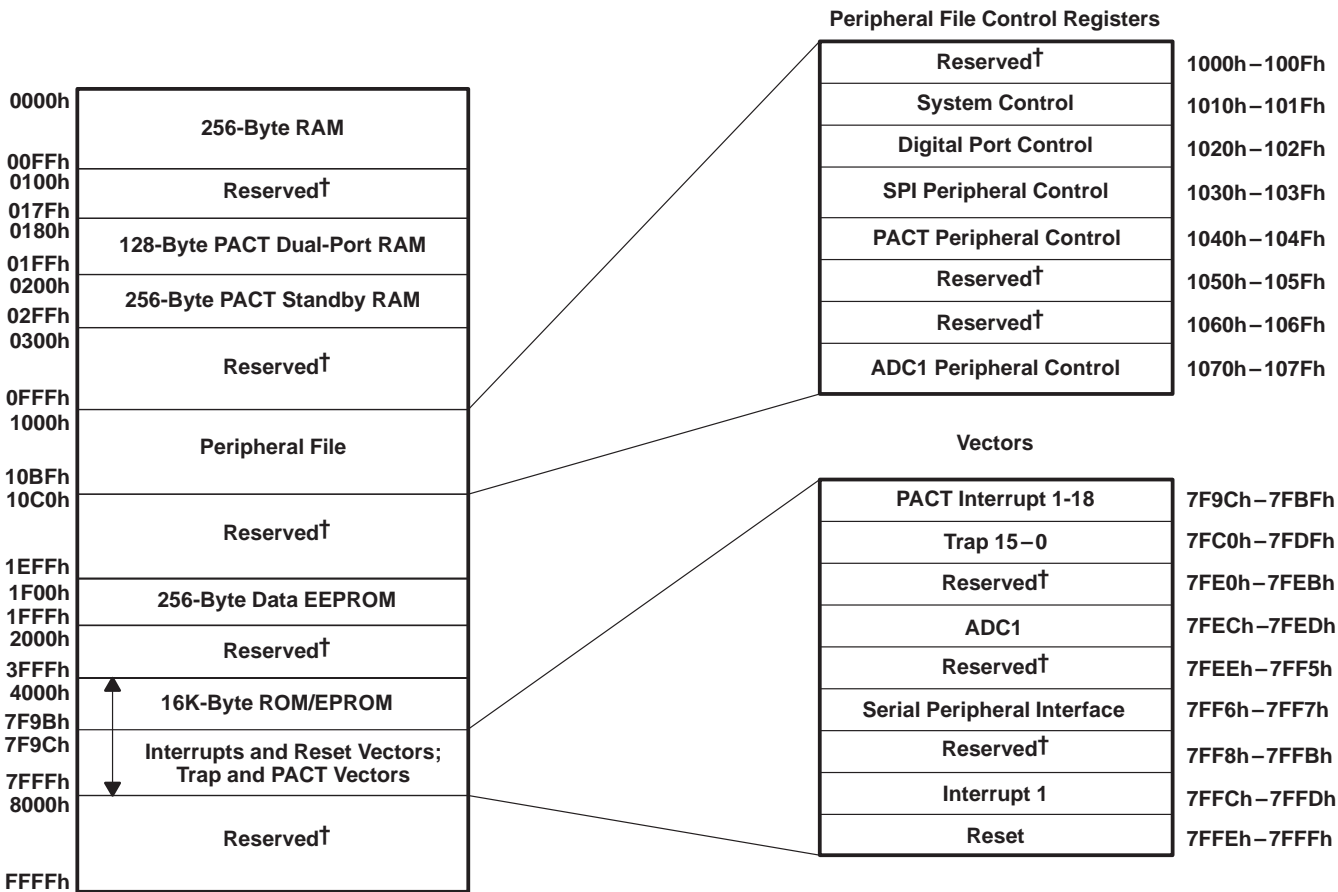 0000h
256-Byte RAM
00FFh
0100h
Reserved†
017Fh
0180h
128-Byte PACT Dual-Port RAM
01FFh
0200h
256-Byte PACT Standby RAM
02FFh
0300h
Reserved†
0FFFh
1000h
Peripheral File
10BFh
10C0h
Reserved†
1EFFh
1F00h
256-Byte Data EEPROM
1FFFh
2000h
Reserved†
3FFFh
4000h
16K-Byte ROM/EPROM
7F9Bh
7F9Ch
Interrupts and Reset Vectors;
Trap and PACT Vectors
7FFFh
8000h
Reserved†
FFFFh
Peripheral File Control Registers
Reserved† 1000h–100Fh
System Control 1010h–101Fh
Digital Port Control 1020h–102Fh
SPI Peripheral Control 1030h–103Fh
PACT Peripheral Control 1040h–104Fh
Reserved† 1050h–105Fh
Reserved† 1060h–106Fh
ADC1 Peripheral Control 1070h–107Fh
Vectors
PACT Interrupt 1-18 7F9Ch–7FBFh
Trap 15–0 7FC0h–7FDFh
Reserved† 7FE0h–7FEBh
ADC1 7FECh–7FEDh
Reserved† 7FEEh–7FF5h
Serial Peripheral Interface 7FF6h–7FF7h
Reserved† 7FF8h–7FFBh
Interrupt 1 7FFCh–7FFDh
Reset 7FFEh–7FFFh